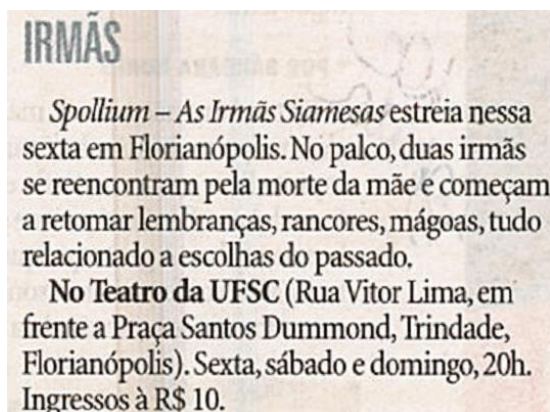 IRMÃS
Spollium – As Irmãs Siamesas estreia nessa
sexta em Florianópolis. No palco, duas irmãs
se reencontram pela morte da mãe e começam
a retomar lembranças, rancores, mágoas, tudo
relacionado a escolhas do passado.
No Teatro da UFSC (Rua Vitor Lima, em
frente a Praça Santos Dummond, Trindade,
Florianópolis). Sexta, sábado e domingo, 20h.
Ingressos à R$ 10.